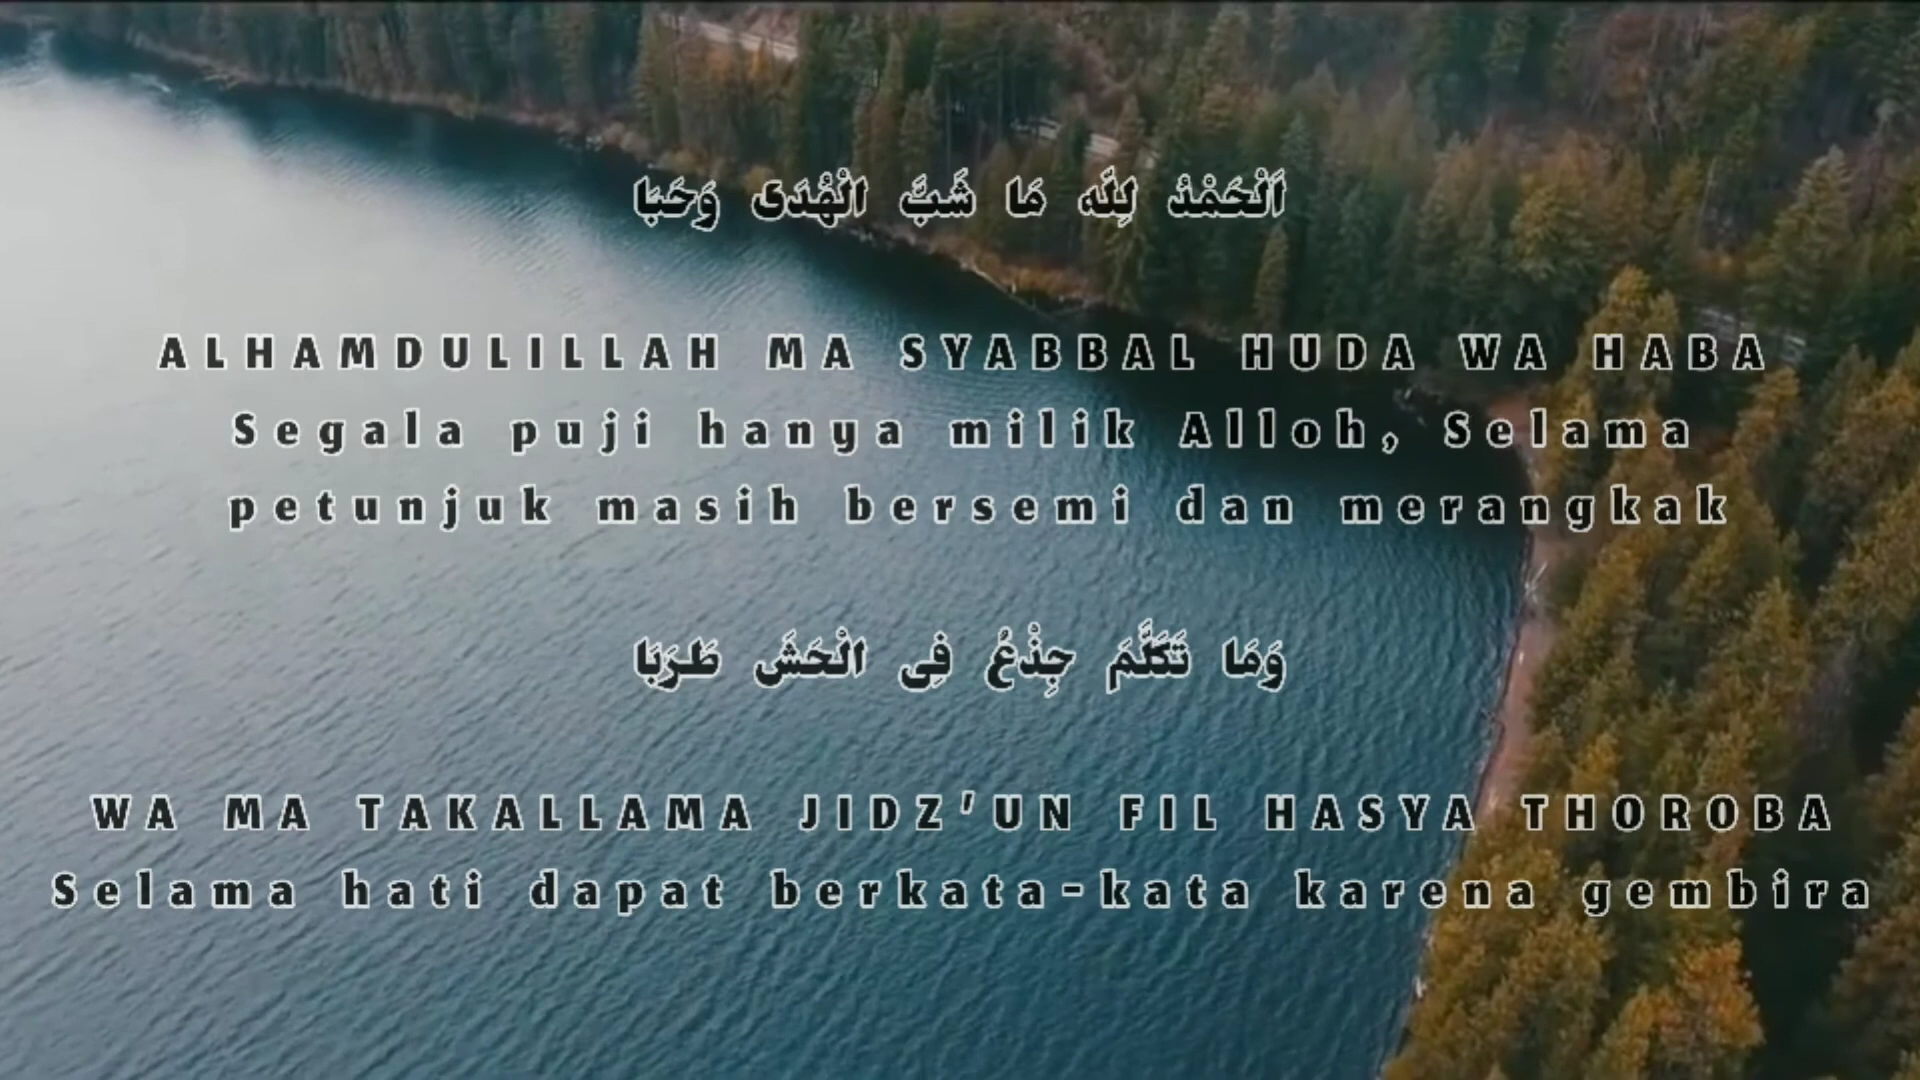 اَلْحَمْدُ لِلّٰه مَا شَبَّ الْهُدَى وَحَبَا
ALHAMDULILLAH MA SYABBAL HUDA WA HABA
Segala puji hanya milik Alloh, Selama
petunjuk masih bersemi dan merangkak
وَمَا تَكَلَّمَ جِذْعُ فِى الْحَشَ طَرَبَا
WA MA TAKALLAMA JIDZ'UN FIL HASYA THOROBA
Selama hati dapat berkata-kata karena gembira